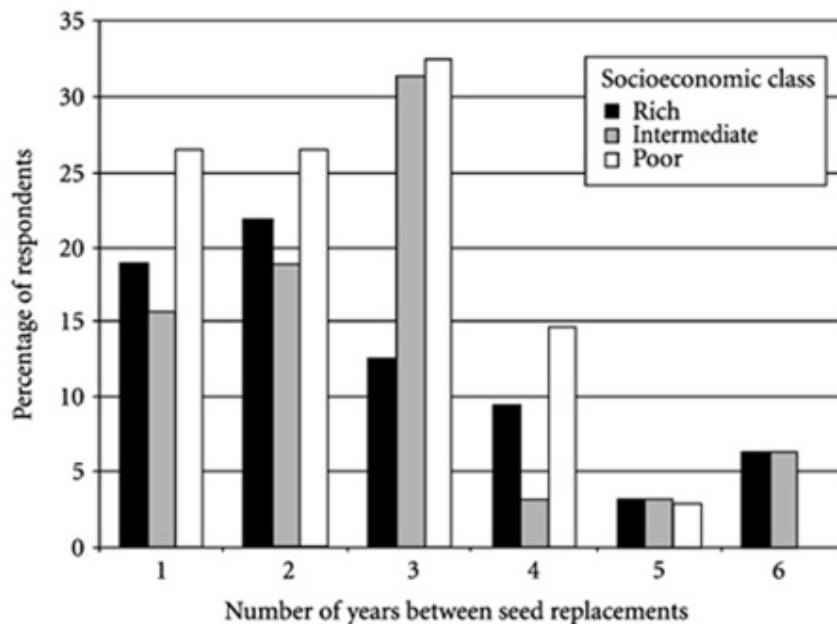 35
30
25
20
15
10
5
0
Percentage of respondents
Socioeconomic class
Rich
Intermediate
Poor
1 2 3 4 5 6
Number of years between seed replacements